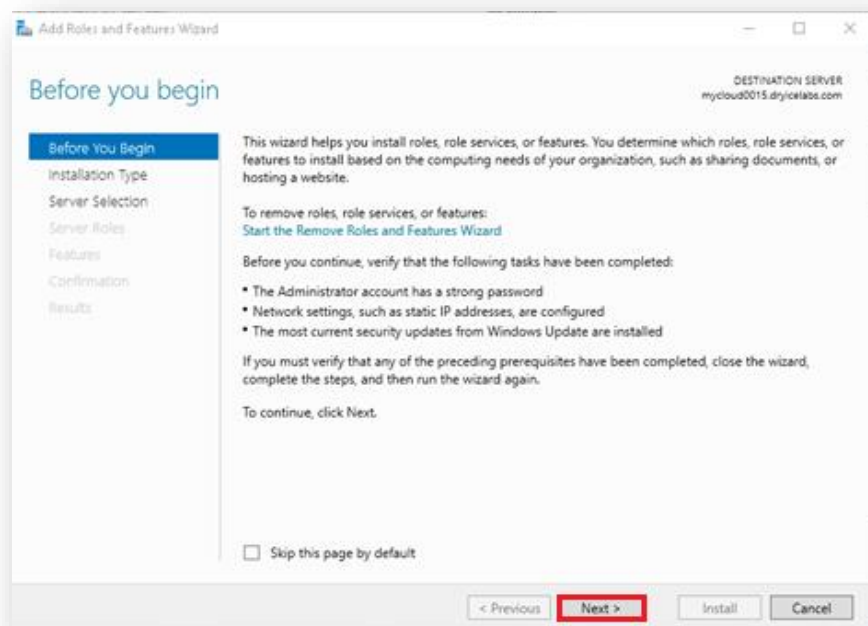 Add Roles and Features Wizard
Before you begin
DESTINATION SERVER
mycloud0015.dryicelabs.com
Before You Begin
Installation Type
Server Selection
Server Roles
Features
Confirmation
Results
This wizard helps you install roles, role services, or features. You determine which roles, role services, or
features to install based on the computing needs of your organization, such as sharing documents, or
hosting a website.
To remove roles, role services, or features:
Start the Remove Roles and Features Wizard
Before you continue, verify that the following tasks have been completed:
• The Administrator account has a strong password
• Network settings, such as static IP addresses, are configured
• The most current security updates from Windows Update are installed
If you must verify that any of the preceding prerequisites have been completed, close the wizard,
complete the steps, and then run the wizard again.
To continue, click Next.
Skip this page by default
< Previous
Next >
Install
Cancel